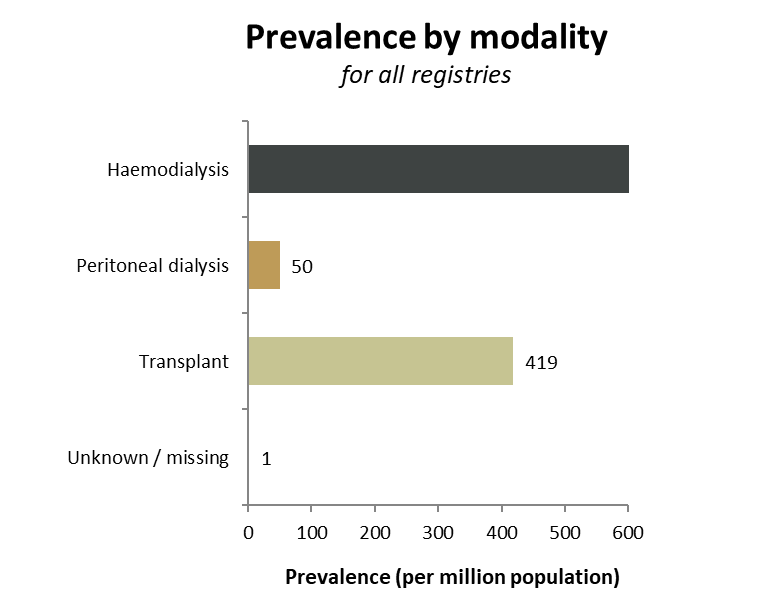 Prevalence by modality
for all registries
Haemodialysis
Peritoneal dialysis 50
Transplant 419
Unknown / missing 1
0 100 200 300 400 500 600
Prevalence (per million population)